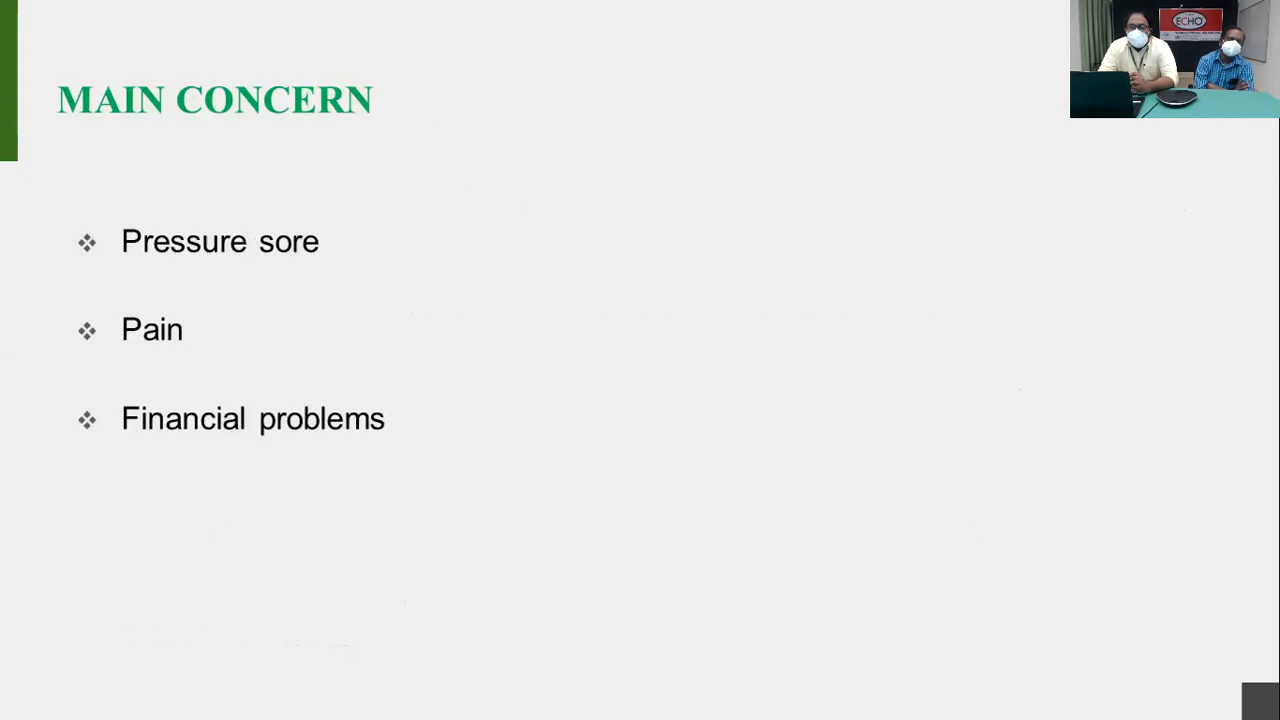 MAIN CONCERN
ECHO
Pressure sore
Pain
Financial problems